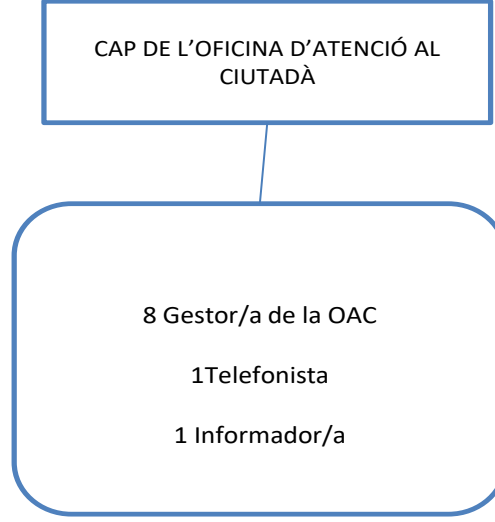 CAP DE L’OFICINA D’ATENCIÓ AL
CIUTADÀ
8 Gestor/a de la OAC
1Telefonista
1 Informador/a